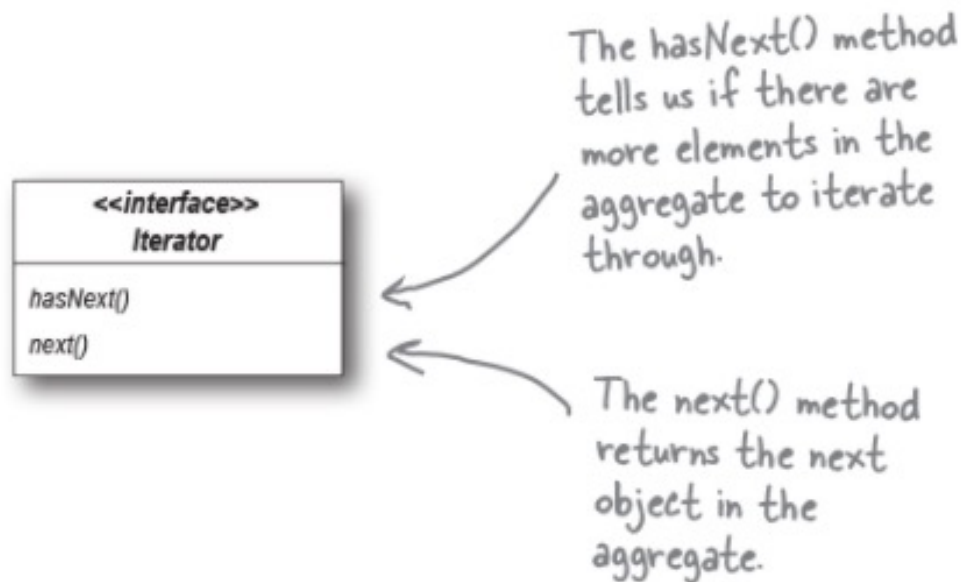 The hasNext() method
tells us if there are
more elements in the
aggregate to iterate
through.
<<interface>>
Iterator
hasNext()
next()
The next() method
returns the next
object in the
aggregate.